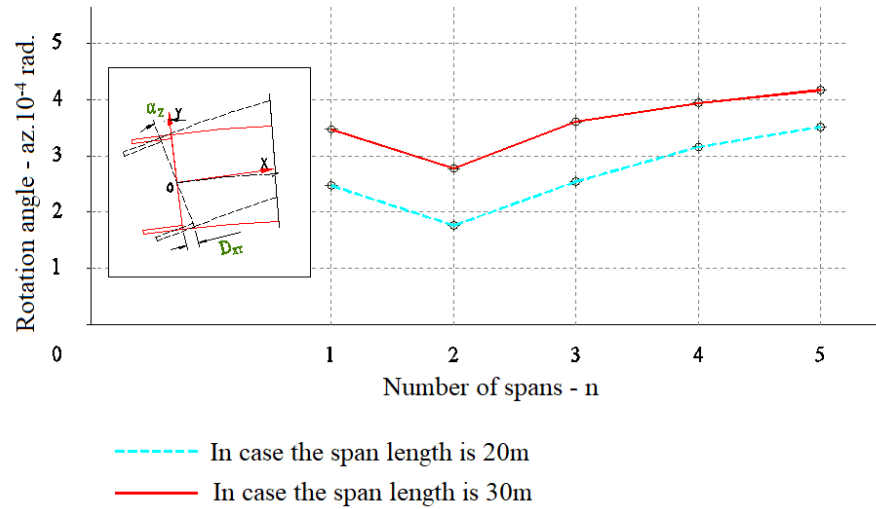 Rotation angle - az.10⁻⁴ rad.
5
4
3
2
1
0
αZ
Y
X
O
DXT
1 2 3 4 5
Number of spans - n
In case the span length is 20m
In case the span length is 30m